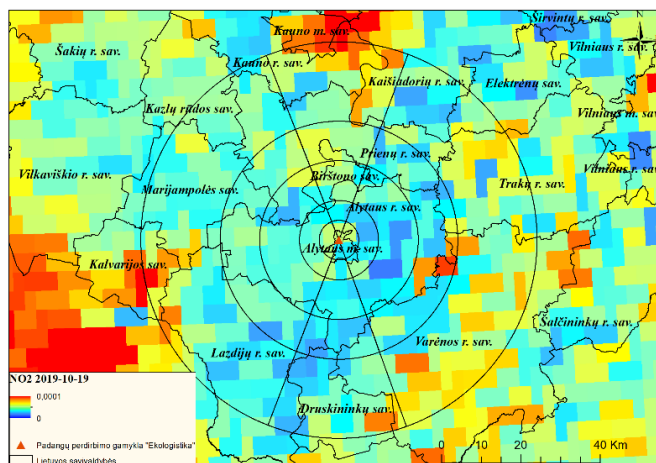 Širvintų r. sav.
Kauno m. sav.
Vilniaus r. sav.
Šakių r. sav.
Kauno r. sav.
Kaišiadorių r. sav.
Elektrėnų sav.
Kazlų rūdos sav.
Vilniaus m. sav.
Prienų r. sav.
Vilniaus r. sav.
Vilkaviškio r. sav.
Birštono sav.
Trakų r. sav.
Marijampolės sav.
Alytaus r. sav.
Alytaus m. sav.
Kalvarijos sav.
Šalčininkų r. sav.
Varėnos r. sav.
Lazdijų r. sav.
NO2 2019-10-19
0,0001
0
Druskininkų sav.
Padangų perdirbimo gamykla "Ekologistika"
0 10 20 40 Km
Lietuvos savivaldybės